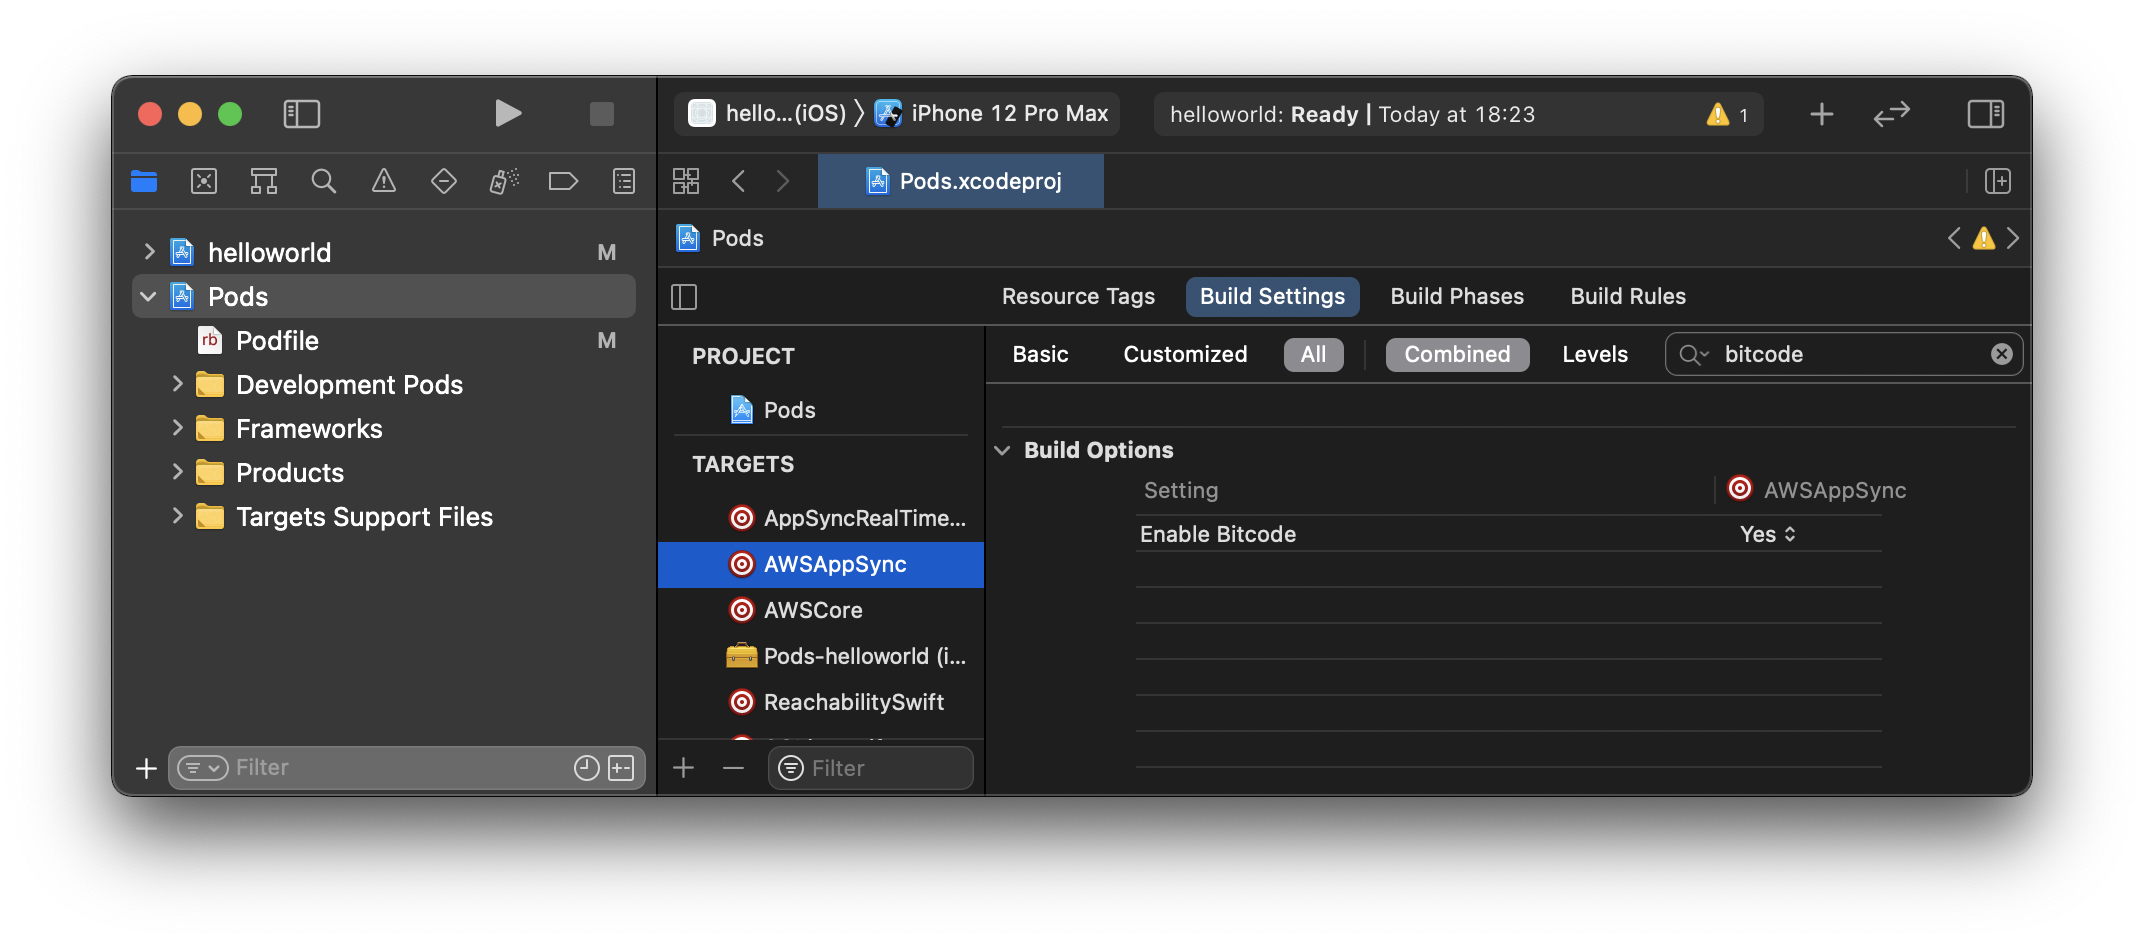 hello...(iOS) 〉 iPhone 12 Pro Max
helloworld: Ready | Today at 18:23
1
Pods.xcodeproj
helloworld M
Pods
Podfile M
Development Pods
Frameworks
Products
Targets Support Files
Filter
Pods
Resource Tags Build Settings Build Phases Build Rules
PROJECT
Pods
TARGETS
AppSyncRealTime...
AWSAppSync
AWSCore
Pods-helloworld (i...
ReachabilitySwift
Filter
Basic Customized All Combined Levels bitcode
Build Options
Setting AWSAppSync
Enable Bitcode Yes